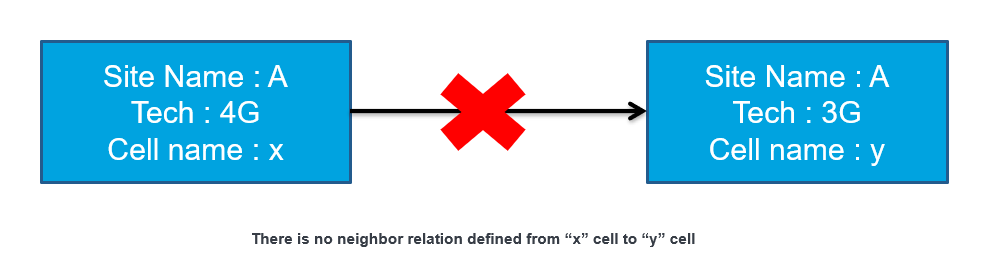 Site Name : A
Tech : 4G
Cell name : x
Site Name : A
Tech : 3G
Cell name : y
There is no neighbor relation defined from “x” cell to “y” cell